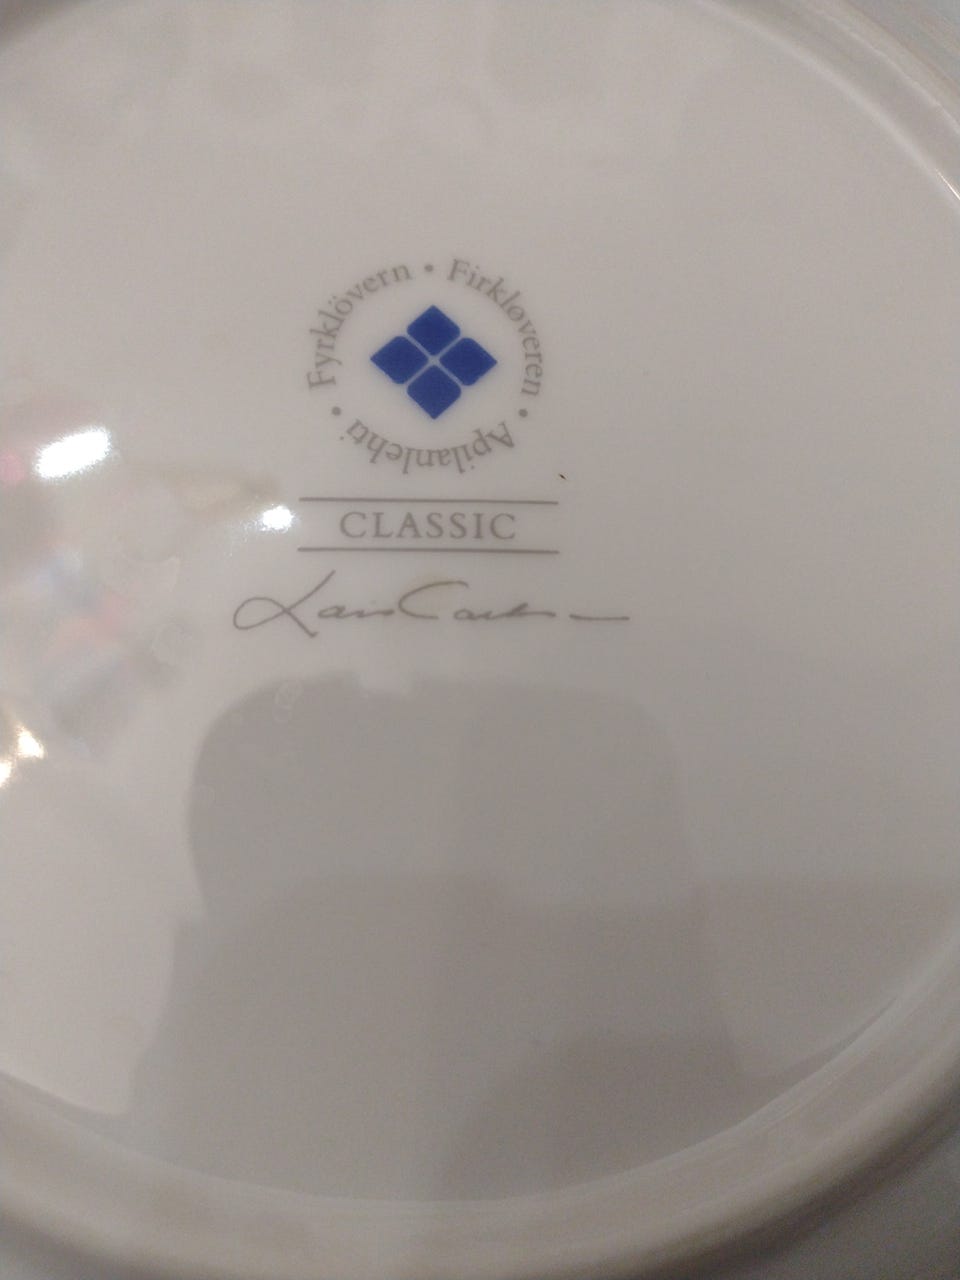 Fyrklövern • Firkløveren • Apilanlehti •
CLASSIC